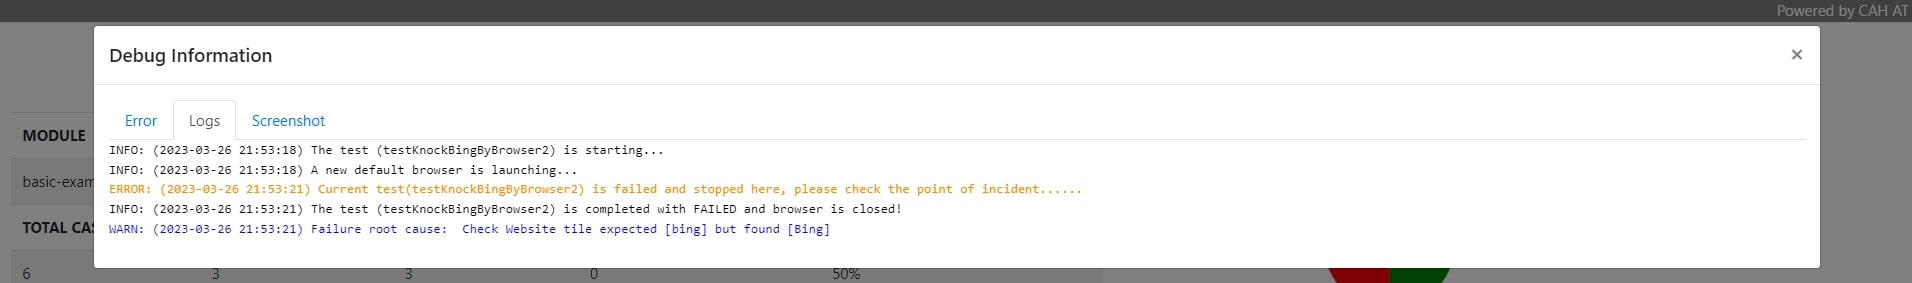 Powered by CAH AT
Debug Information ×
Error Logs Screenshot
MODULE
INFO: (2023-03-26 21:53:18) The test (testKnockBingByBrowser2) is starting...
INFO: (2023-03-26 21:53:18) A new default browser is launching...
basic-exam
ERROR: (2023-03-26 21:53:21) Current test(testKnockBingByBrowser2) is failed and stopped here, please check the point of incident......
INFO: (2023-03-26 21:53:21) The test (testKnockBingByBrowser2) is completed with FAILED and browser is closed!
TOTAL CAS
WARN: (2023-03-26 21:53:21) Failure root cause:  Check Website tile expected [bing] but found [Bing]
6 3 3 0 50%